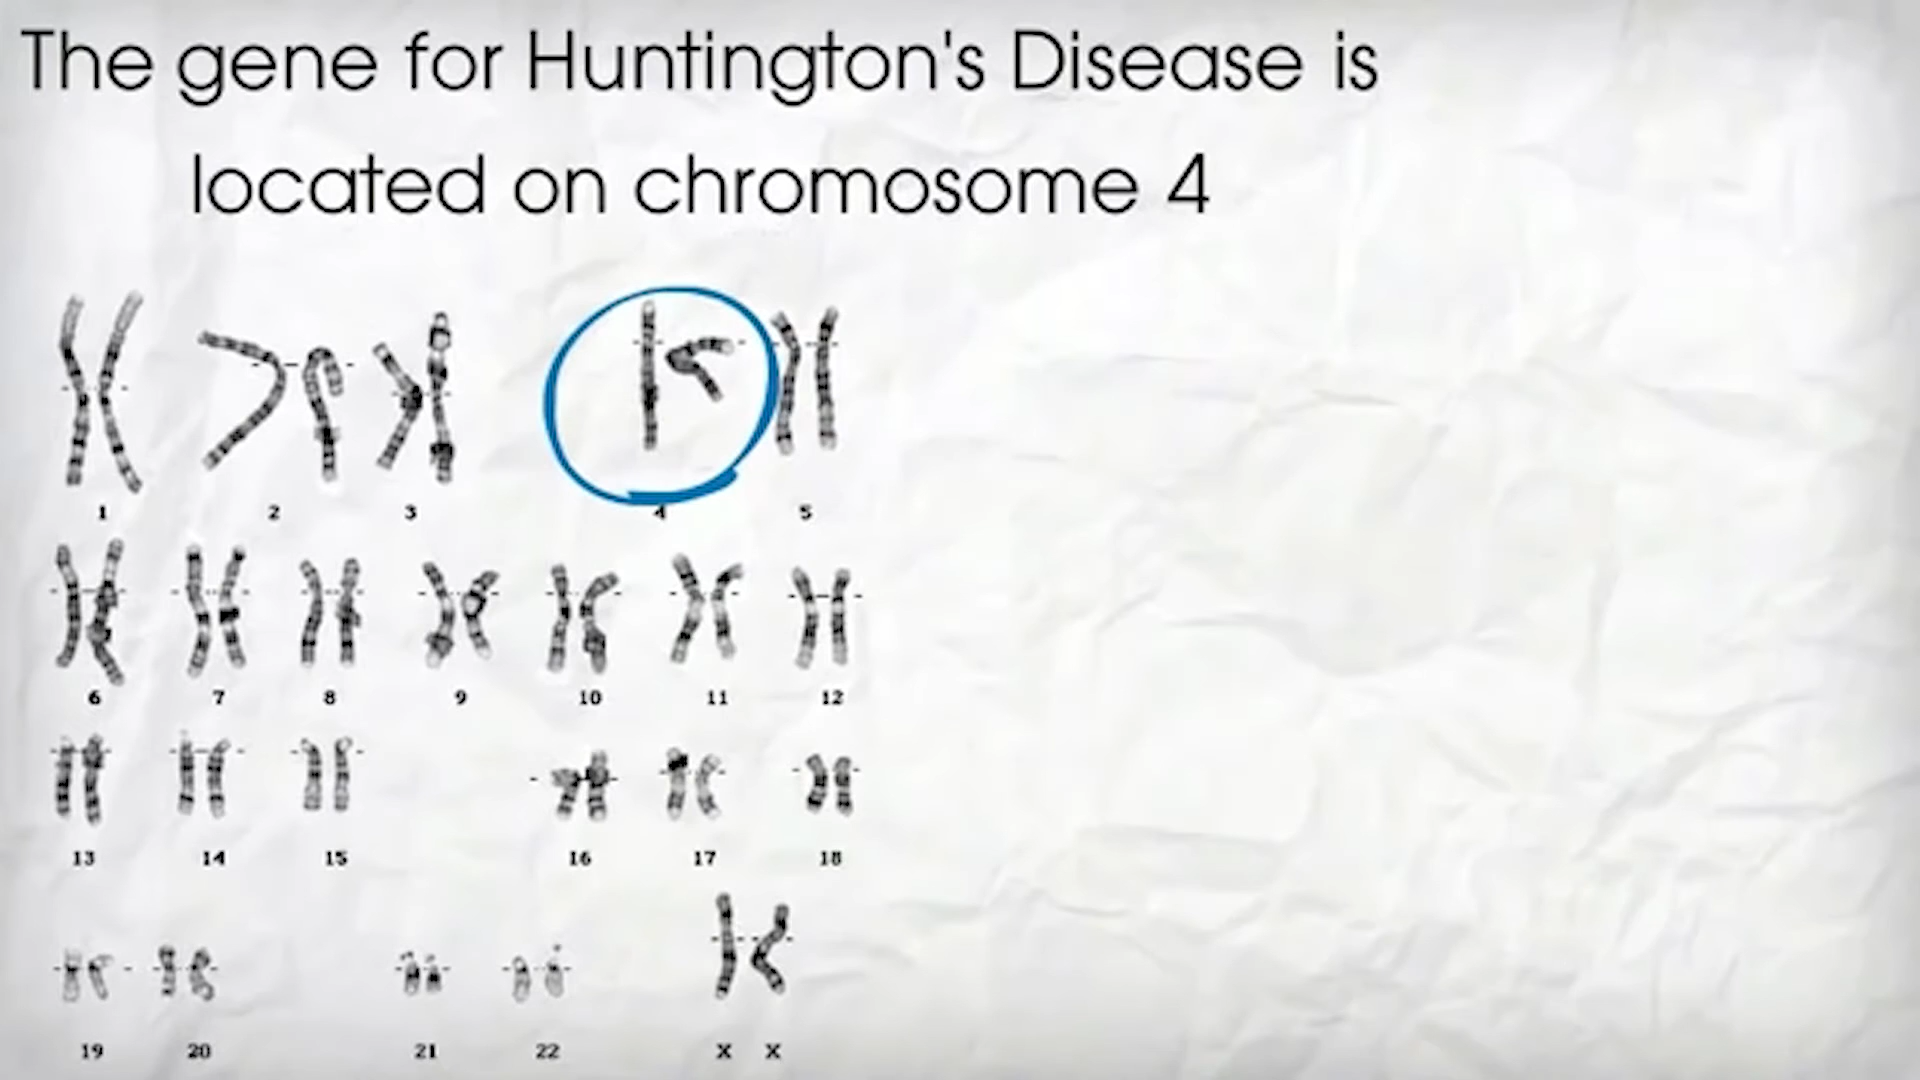 The gene for Huntington's Disease is
located on chromosome 4
1 2 3 4 5
6 7 8 9 10 11 12
13 14 15 16 17 18
19 20 21 22 X X